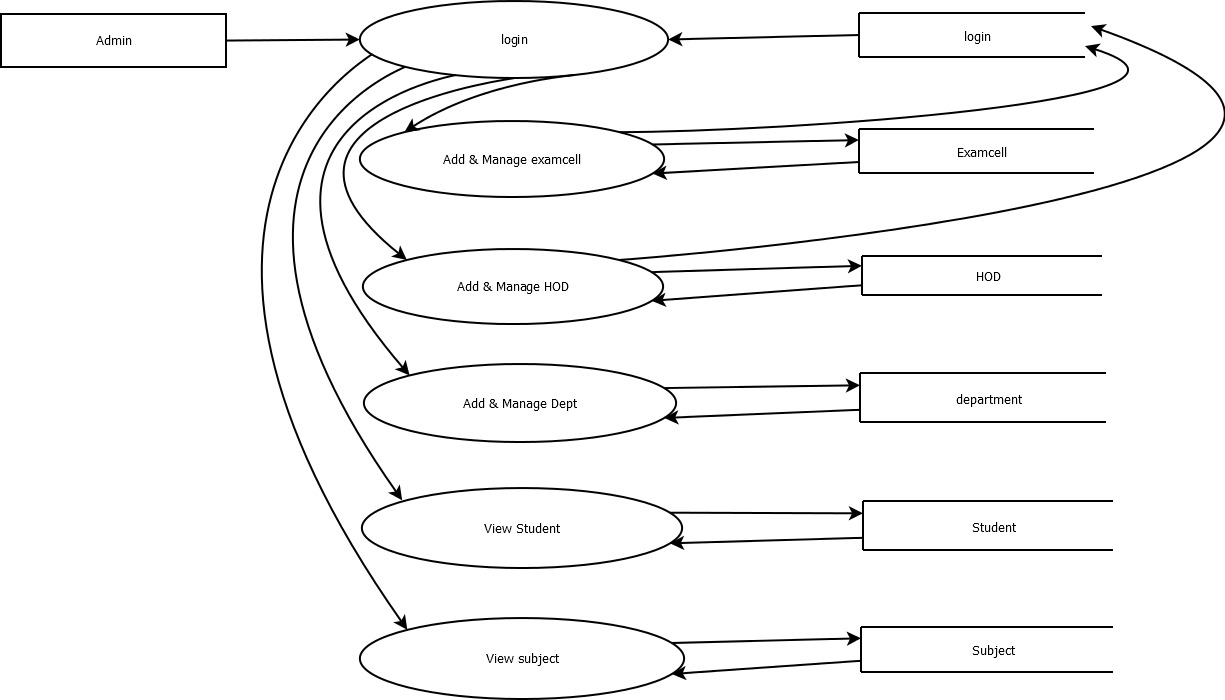 Admin
login
login
Add & Manage examcell
Examcell
Add & Manage HOD
HOD
Add & Manage Dept
department
View Student
Student
View subject
Subject